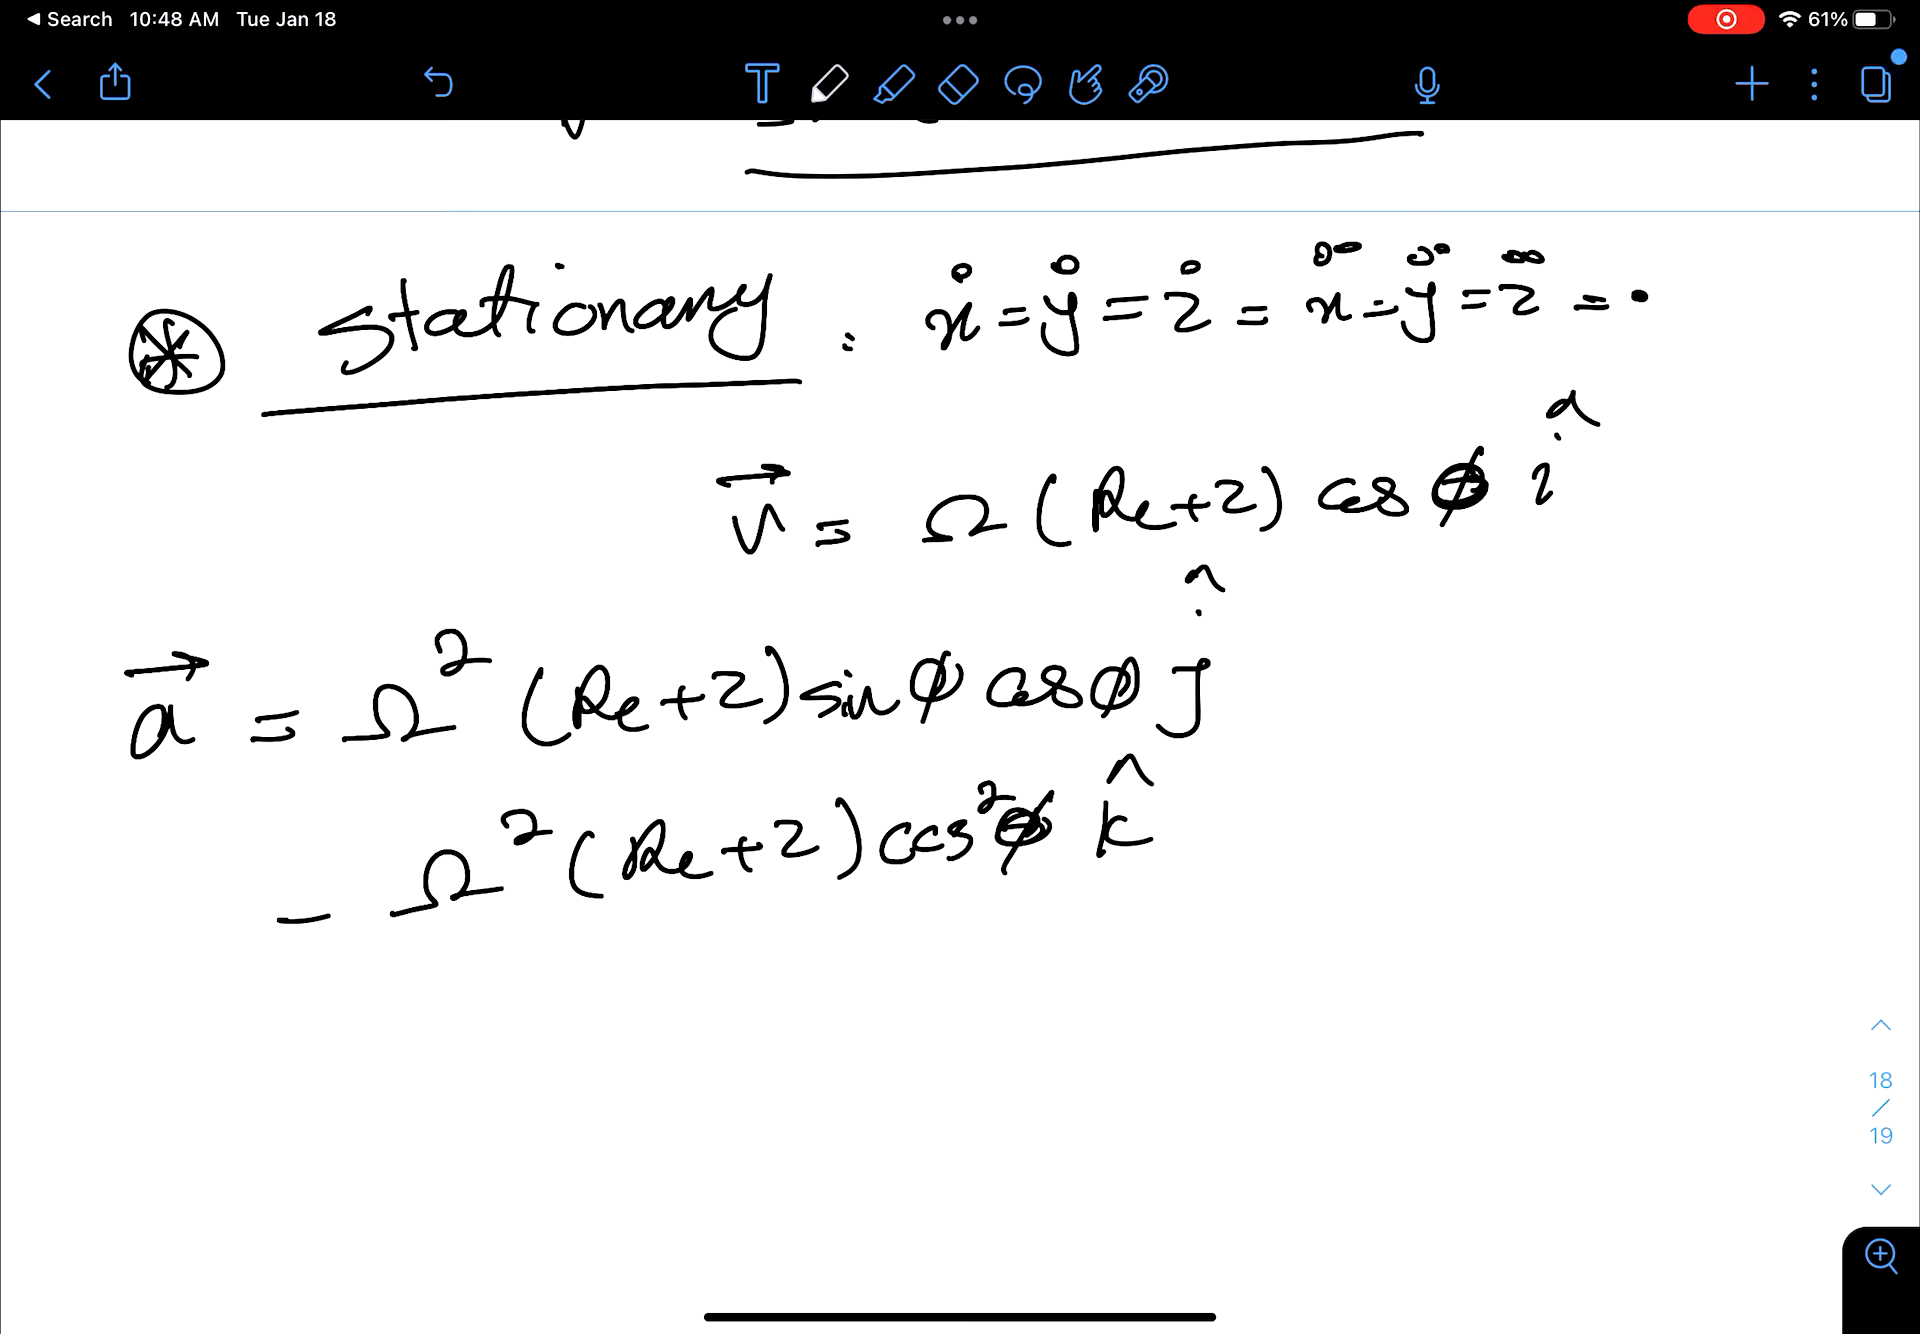 Search 10:48 AM Tue Jan 18 61%
stationary : ẋ = ẏ = ż = ẍ = ÿ = z̈ = 0
v⃗ = Ω (Re+z) cos ϕ î
a⃗ = Ω² (Re+z) sin ϕ cos ϕ ĵ
− Ω² (Re+z) cos² ϕ k̂
18
/
19